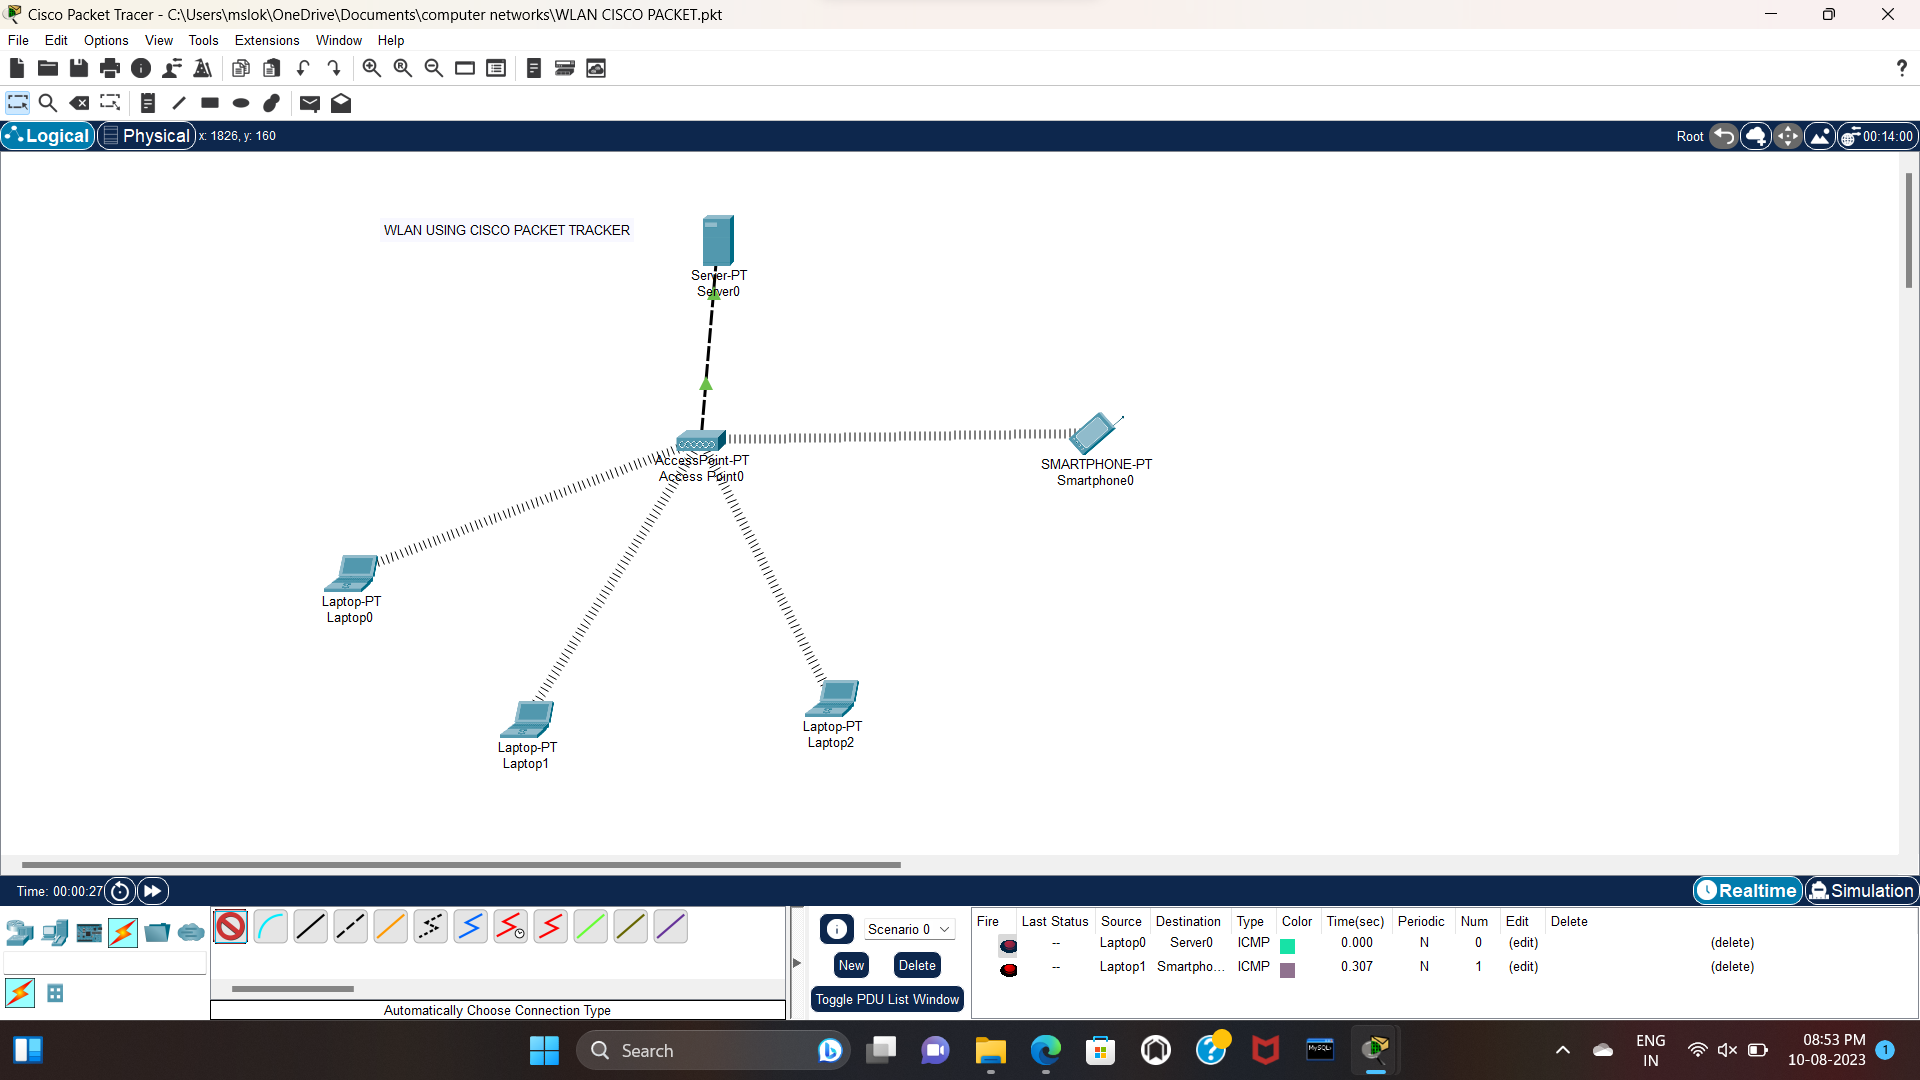 Cisco Packet Tracer - C:\Users\mslok\OneDrive\Documents\computer networks\WLAN CISCO PACKET.pkt
File Edit Options View Tools Extensions Window Help
?
Logical Physical x: 1826, y: 160 Root 00:14:00
WLAN USING CISCO PACKET TRACKER
Server-PT
Server0
AccessPoint-PT
Access Point0
SMARTPHONE-PT
Smartphone0
Laptop-PT
Laptop0
Laptop-PT
Laptop1
Laptop-PT
Laptop2
Time: 00:00:27 Realtime Simulation
Scenario 0
New Delete
Toggle PDU List Window
Fire Last Status Source Destination Type Color Time(sec) Periodic Num Edit Delete
-- Laptop0 Server0 ICMP 0.000 N 0 (edit) (delete)
-- Laptop1 Smartpho... ICMP 0.307 N 1 (edit) (delete)
Automatically Choose Connection Type
Search
MySQL
ENG
IN
08:53 PM
10-08-2023
1